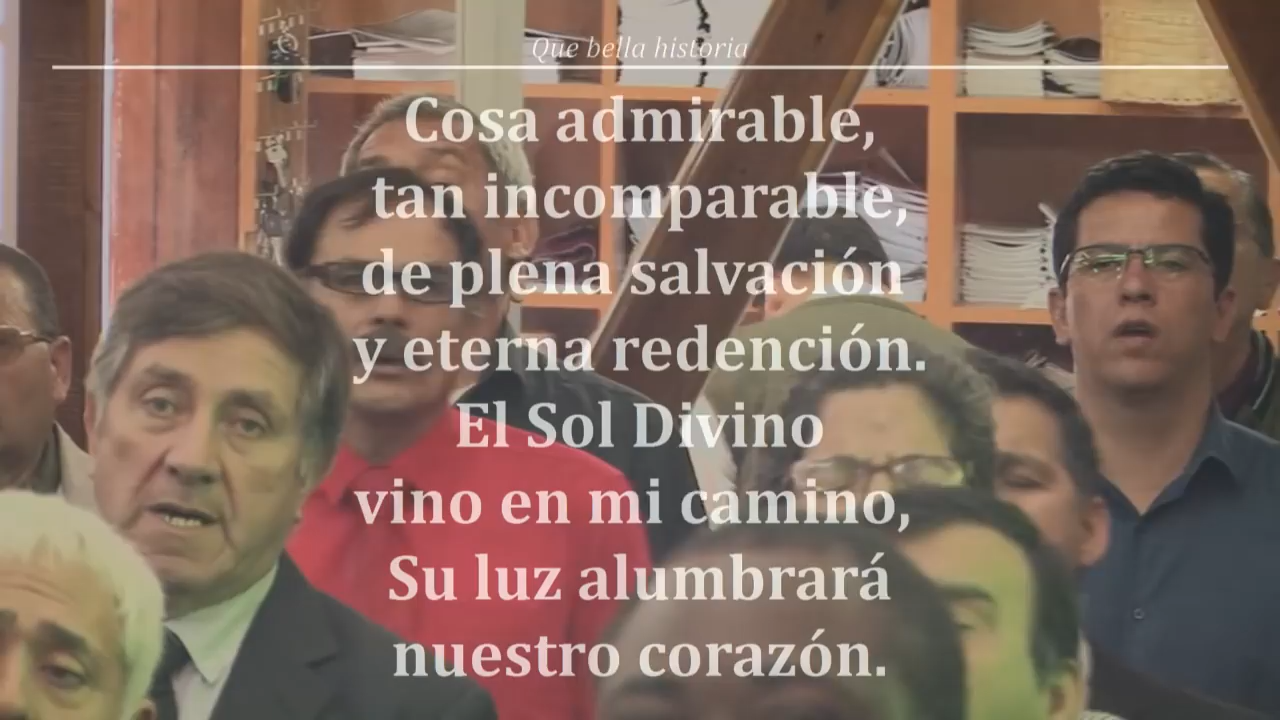 Que bella historia
Cosa admirable,
tan incomparable,
de plena salvación
y eterna redención.
El Sol Divino
vino en mi camino,
Su luz alumbrará
nuestro corazón.